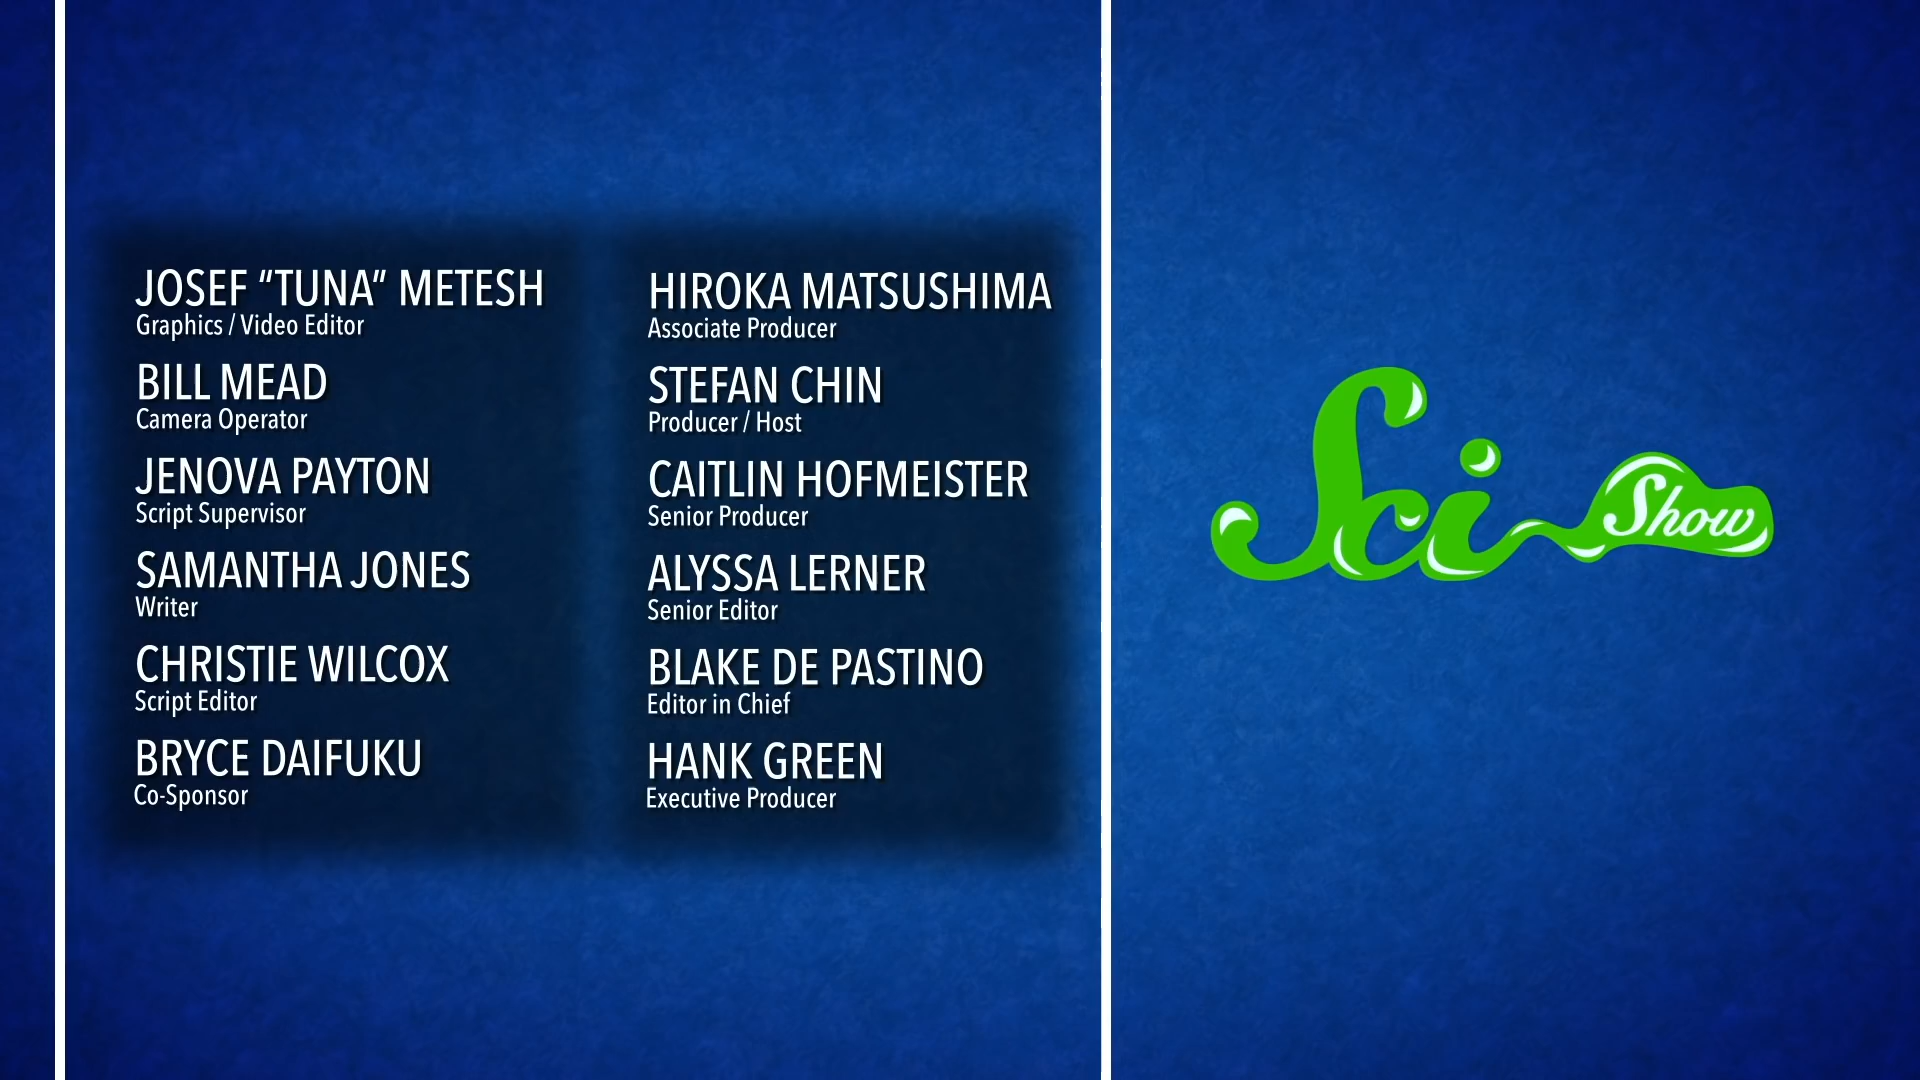 JOSEF “TUNA” METESH
Graphics / Video Editor
BILL MEAD
Camera Operator
JENOVA PAYTON
Script Supervisor
SAMANTHA JONES
Writer
CHRISTIE WILCOX
Script Editor
BRYCE DAIFUKU
Co-Sponsor
HIROKA MATSUSHIMA
Associate Producer
STEFAN CHIN
Producer / Host
CAITLIN HOFMEISTER
Senior Producer
ALYSSA LERNER
Senior Editor
BLAKE DE PASTINO
Editor in Chief
HANK GREEN
Executive Producer
Sci Show